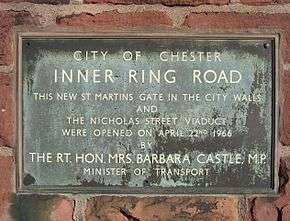 CITY OF CHESTER
INNER RING ROAD
THIS NEW ST MARTINS GATE IN THE CITY WALLS
AND
THE NICHOLAS STREET VIADUCT
WERE OPENED ON APRIL 22ND 1966
BY
THE RT. HON. MRS. BARBARA CASTLE, M.P.
MINISTER OF TRANSPORT